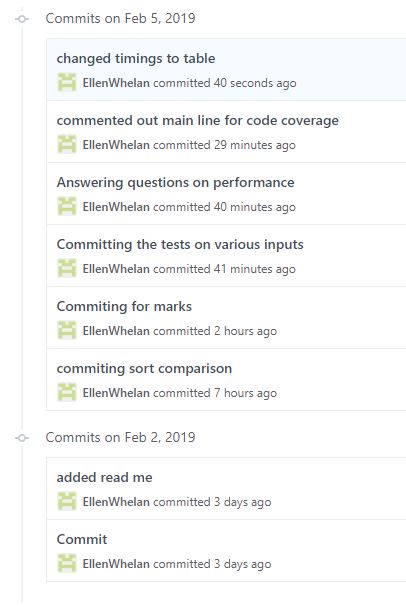 Commits on Feb 5, 2019
changed timings to table
EllenWhelan committed 40 seconds ago
commented out main line for code coverage
EllenWhelan committed 29 minutes ago
Answering questions on performance
EllenWhelan committed 40 minutes ago
Committing the tests on various inputs
EllenWhelan committed 41 minutes ago
Commiting for marks
EllenWhelan committed 2 hours ago
commiting sort comparison
EllenWhelan committed 7 hours ago
Commits on Feb 2, 2019
added read me
EllenWhelan committed 3 days ago
Commit
EllenWhelan committed 3 days ago